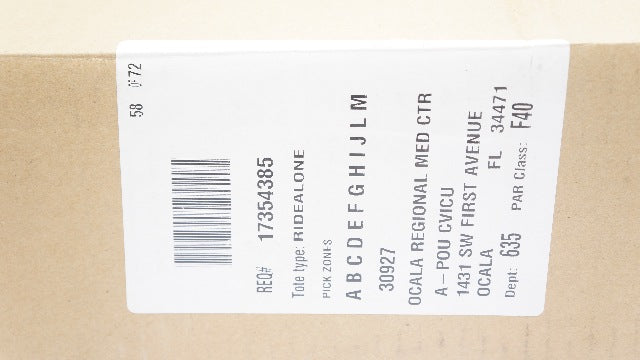 58 OF 72
REQ# 17354385
Tote type: RIDEALONE
PICK ZONES
A B C D E F G H I J L M
30927
OCALA REGIONAL MED CTR
A - POU CVICU
1431 SW FIRST AVENUE
OCALA FL 34471
Dept: 635 PAR Class: F40